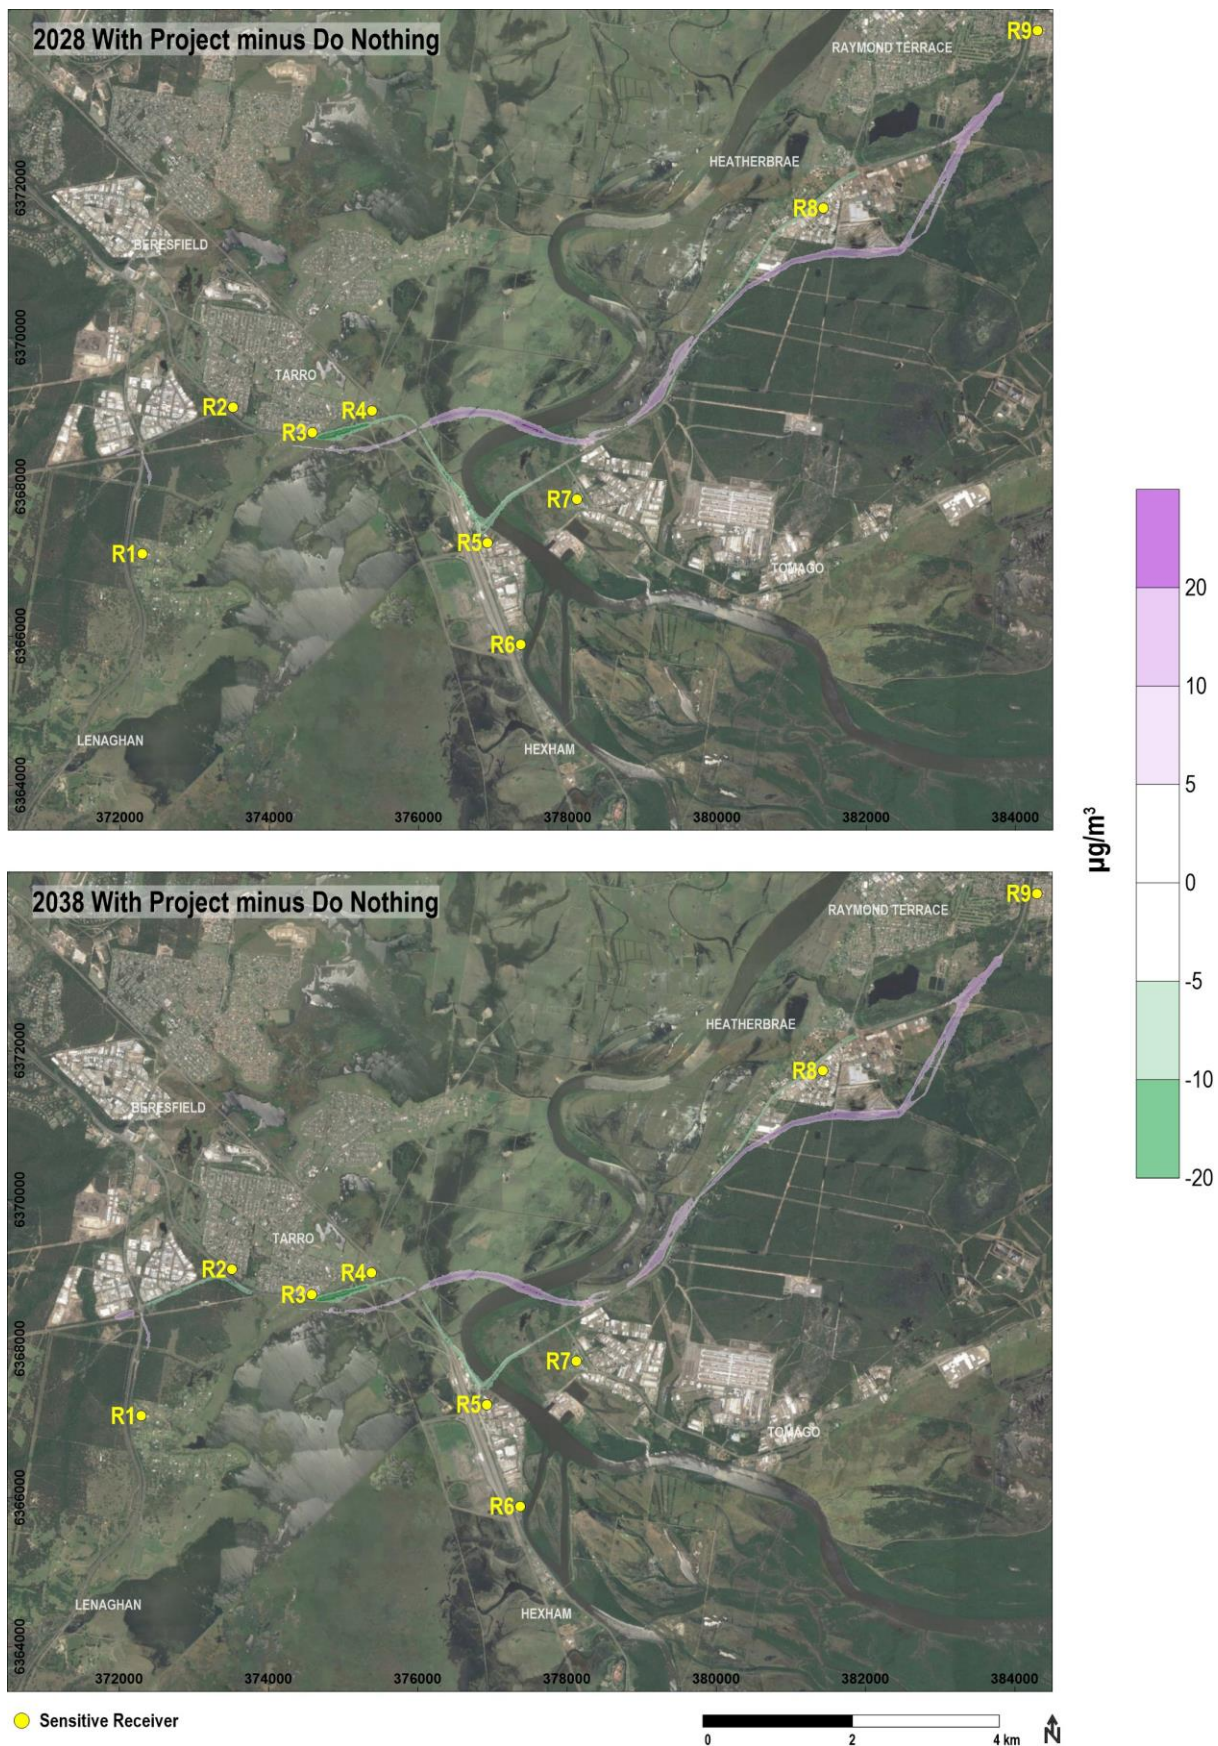 2028 With Project minus Do Nothing
R9
RAYMOND TERRACE
HEATHERBRAE
6372000
R8
BERESFIELD
6370000
TARRO
R2
R4
R3
6368000
R7
R1
R5
TOMAGO
6366000
R6
LENAGHAN
HEXHAM
6364000
372000 374000 376000 378000 380000 382000 384000
20
10
5
0
-5
-10
-20
µg/m³
2038 With Project minus Do Nothing
R9
RAYMOND TERRACE
HEATHERBRAE
6372000
R8
BERESFIELD
6370000
TARRO
R2
R4
R3
6368000
R7
R1
R5
TOMAGO
6366000
R6
LENAGHAN
HEXHAM
6364000
372000 374000 376000 378000 380000 382000 384000
Sensitive Receiver
0 2 4 km
N